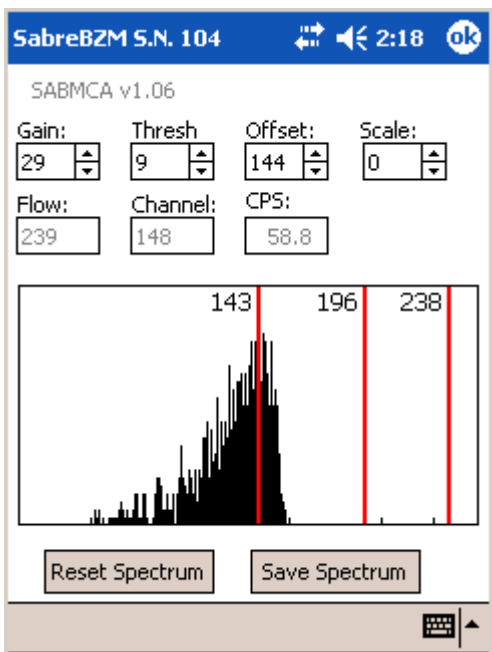 SabreBZM S.N. 104 2:18 ok
SABMCA v1.06
Gain: Thresh Offset: Scale:
29 9 144 0
Flow: Channel: CPS:
239 148 58.8
143 196 238
Reset Spectrum Save Spectrum